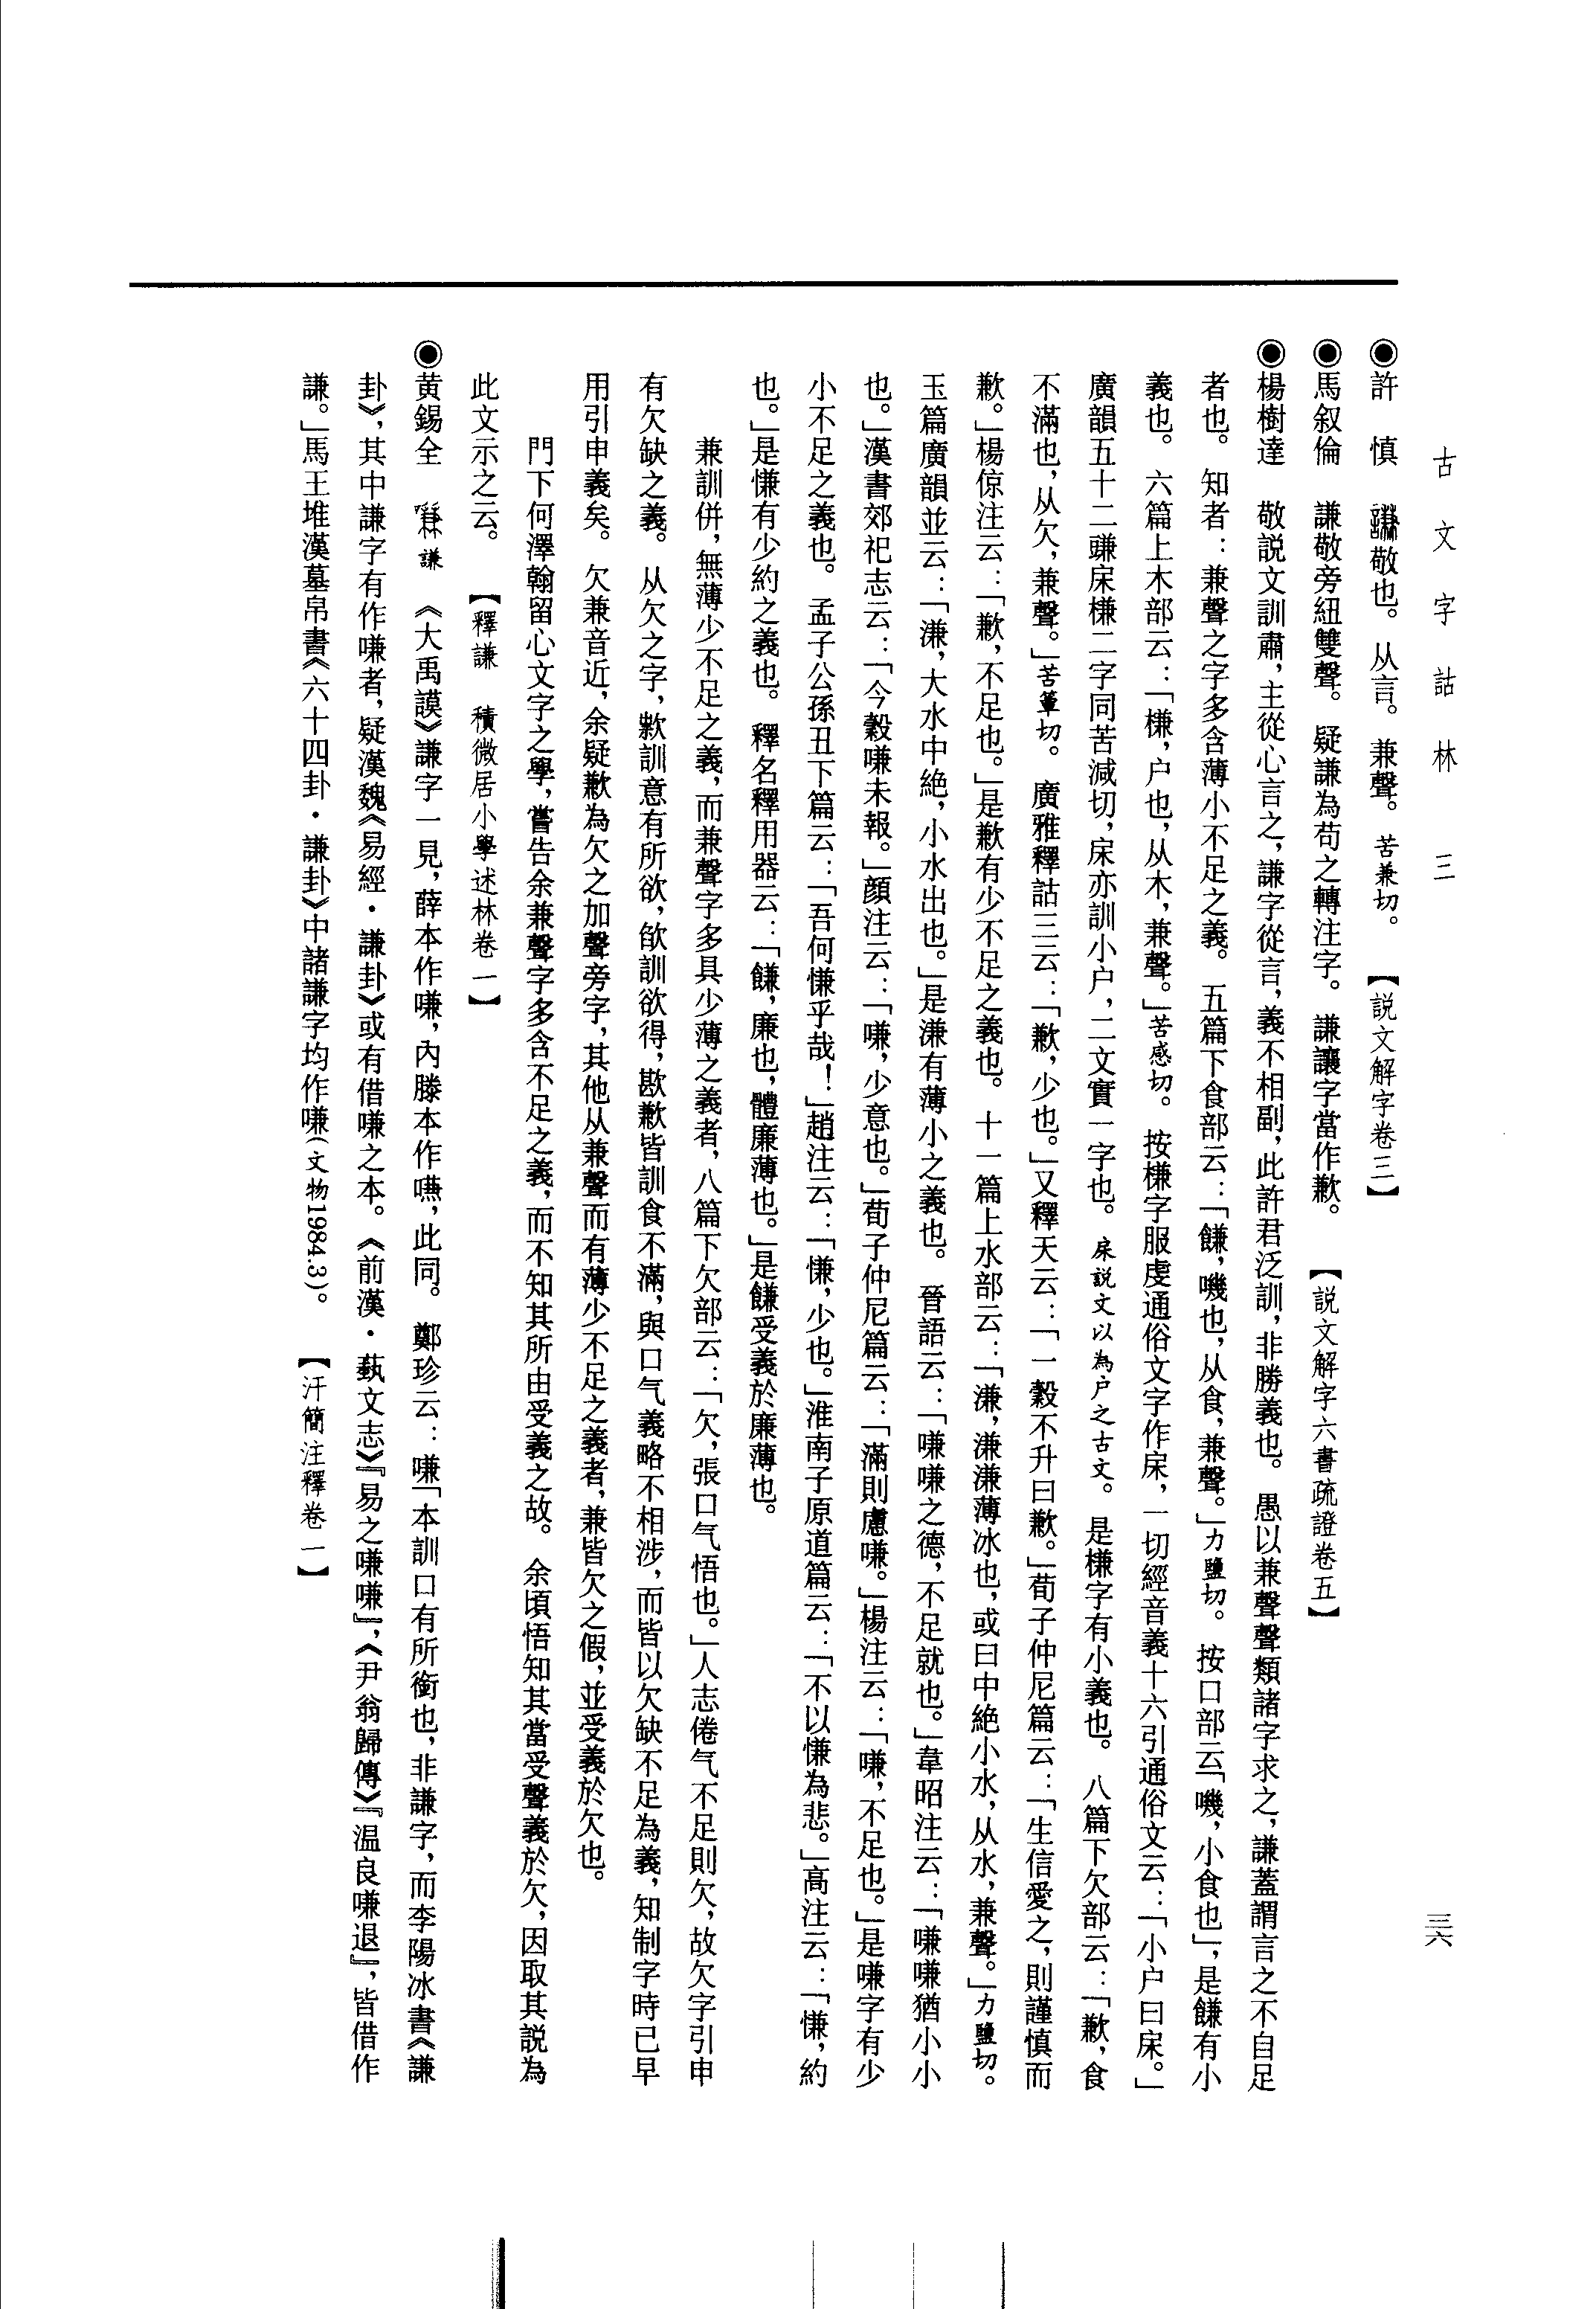 古文字詁林 三 三六
◉許 慎 敬也。从言。兼聲。苦兼切。 【説文解字卷三】
◉馬叙倫 謙敬旁紐雙聲。疑謙為苟之轉注字。謙讓字當作歉。 【説文解字六書疏證卷五】
◉楊樹達 敬説文訓肅，主從心言之，謙字從言，義不相副，此許君泛訓，非勝義也。愚以兼聲聲類諸字求之，謙蓋謂言之不自足
者也。知者：兼聲之字多含薄小不足之義。五篇下食部云：「䭑，嘰也，从食，兼聲。」力鹽切。按口部云「嘰，小食也」，是䭑有小
義也。六篇上木部云：「槏，户也，从木，兼聲。」苦感切。按槏字服虔通俗文字作㦿，一切經音義十六引通俗文云：「小户曰㦿。」
廣韻五十二豏㦿槏二字同苦減切，㦿亦訓小户，二文實一字也。㦿説文以為户之古文。是槏字有小義也。八篇下欠部云：「歉，食
不滿也，从欠，兼聲。」苦簟切。廣雅釋詁三云：「歉，少也。」又釋天云：「一穀不升曰歉。」荀子仲尼篇云：「主信愛之，則謹慎而
歉。」楊倞注云：「歉，不足也。」是歉有少不足之義也。十一篇上水部云：「溓，溓溓薄冰也，或曰中絶小水，从水，兼聲。」力鹽切。
玉篇廣韻並云：「溓，大水中絶，小水出也。」是溓有薄小之義也。晉語云：「嗛嗛之德，不足就也。」韋昭注云：「嗛嗛猶小小
也。」漢書郊祀志云：「今穀嗛未報。」顔注云：「嗛，少意也。」荀子仲尼篇云：「滿則慮嗛。」楊注云：「嗛，不足也。」是嗛字有少
小不足之義也。孟子公孫丑下篇云：「吾何慊乎哉！」趙注云：「慊，少也。」淮南子原道篇云：「不以慊為悲。」高注云：「慊，約
也。」是慊有少約之義也。釋名釋用器云：「鎌，廉也，體廉薄也。」是鎌受義於廉薄也。
兼訓併，無薄少不足之義，而兼聲字多具少薄之義者，八篇下欠部云：「欠，張口气悟也。」人志倦气不足則欠，故欠字引申
有欠缺之義。从欠之字，歀訓意有所欲，欿訓欲得，歁歉皆訓食不滿，與口气義略不相涉，而皆以欠缺不足為義，知制字時已早
用引申義矣。欠兼音近，余疑歉為欠之加聲旁字，其他从兼聲而有薄少不足之義者，兼皆欠之假，並受義於欠也。
門下何澤翰留心文字之學，嘗告余兼聲字多含不足之義，而不知其所由受義之故。余頃悟知其當受聲義於欠，因取其説為
此文示之云。 【釋謙 積微居小學述林卷一】
◉黄錫全 謙 《大禹謨》謙字一見，薛本作嗛，內滕本作㗴，此同。鄭珍云：嗛「本訓口有所銜也，非謙字，而李陽冰書《謙
卦》，其中謙字有作嗛者，疑漢魏《易經·謙卦》或有借嗛之本。《前漢·蓺文志》『易之嗛嗛』，《尹翁歸傳》『温良嗛退』，皆借作
謙。」馬王堆漢墓帛書《六十四卦·謙卦》中諸謙字均作嗛（文物1984.3）。 【汗簡注釋卷一】